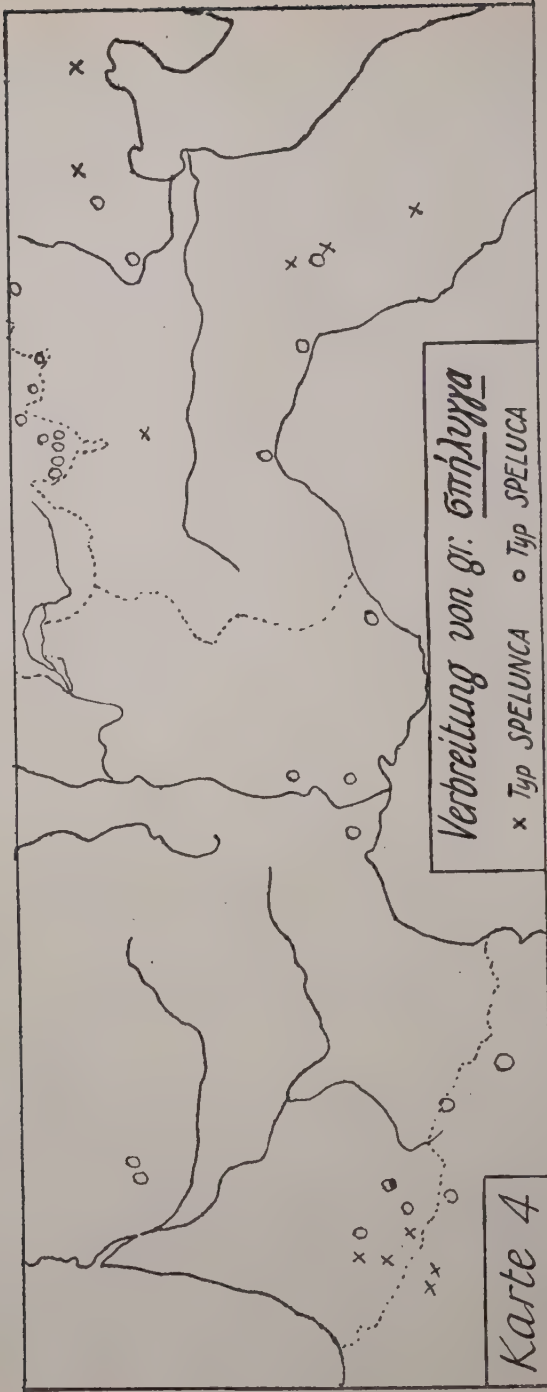 Verbreitung von gr. σπήλυγγα
× Typ SPELUNCA ○ Typ SPELUCA
Karte 4